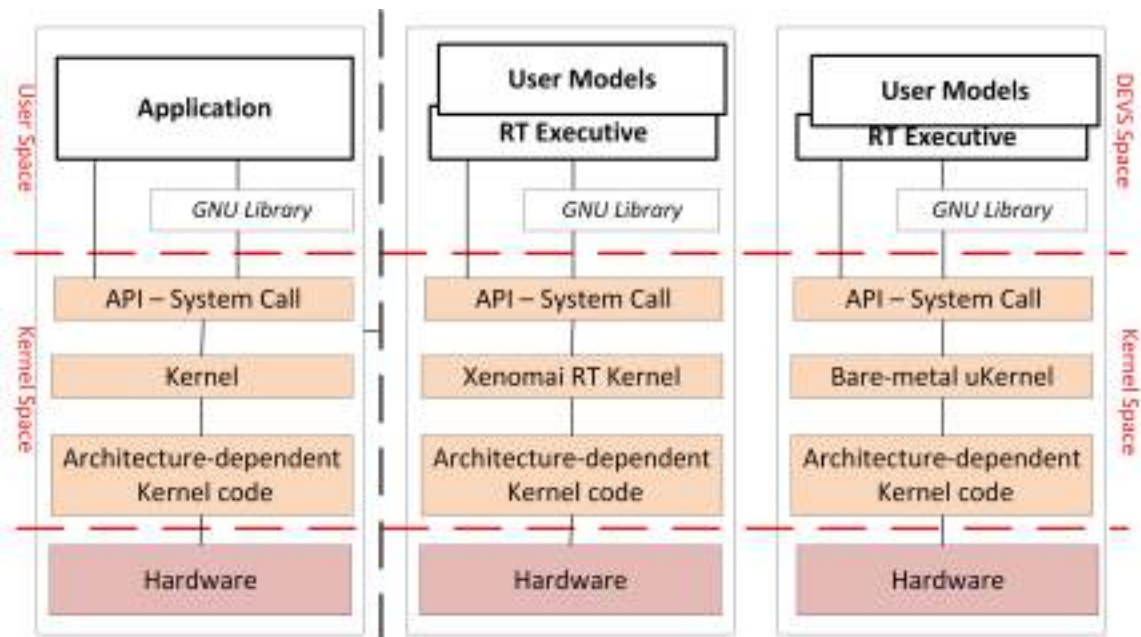 User Space
Kernel Space
Application
GNU Library
API – System Call
Kernel
Architecture-dependent
Kernel code
Hardware
User Models
RT Executive
GNU Library
API – System Call
Xenomai RT Kernel
Architecture-dependent
Kernel code
Hardware
User Models
RT Executive
GNU Library
API – System Call
Bare-metal uKernel
Architecture-dependent
Kernel code
Hardware
DEVS Space
Kernel Space